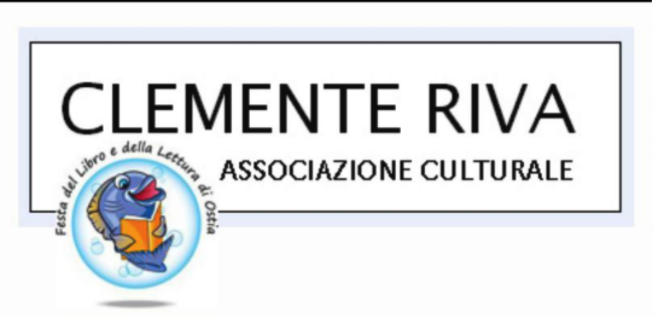 CLEMENTE RIVA
ASSOCIAZIONE CULTURALE
Festa del Libro e della Lettura di Ostia